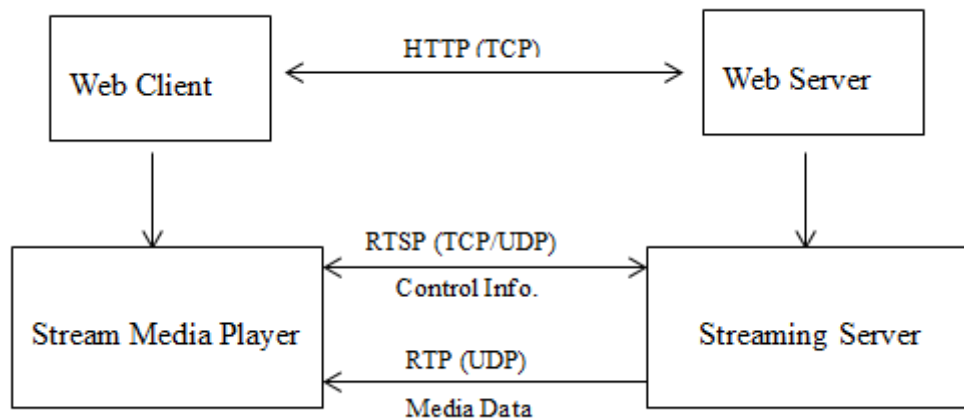 HTTP (TCP)
Web Client
Web Server
RTSP (TCP/UDP)
Control Info.
Stream Media Player
Streaming Server
RTP (UDP)
Media Data